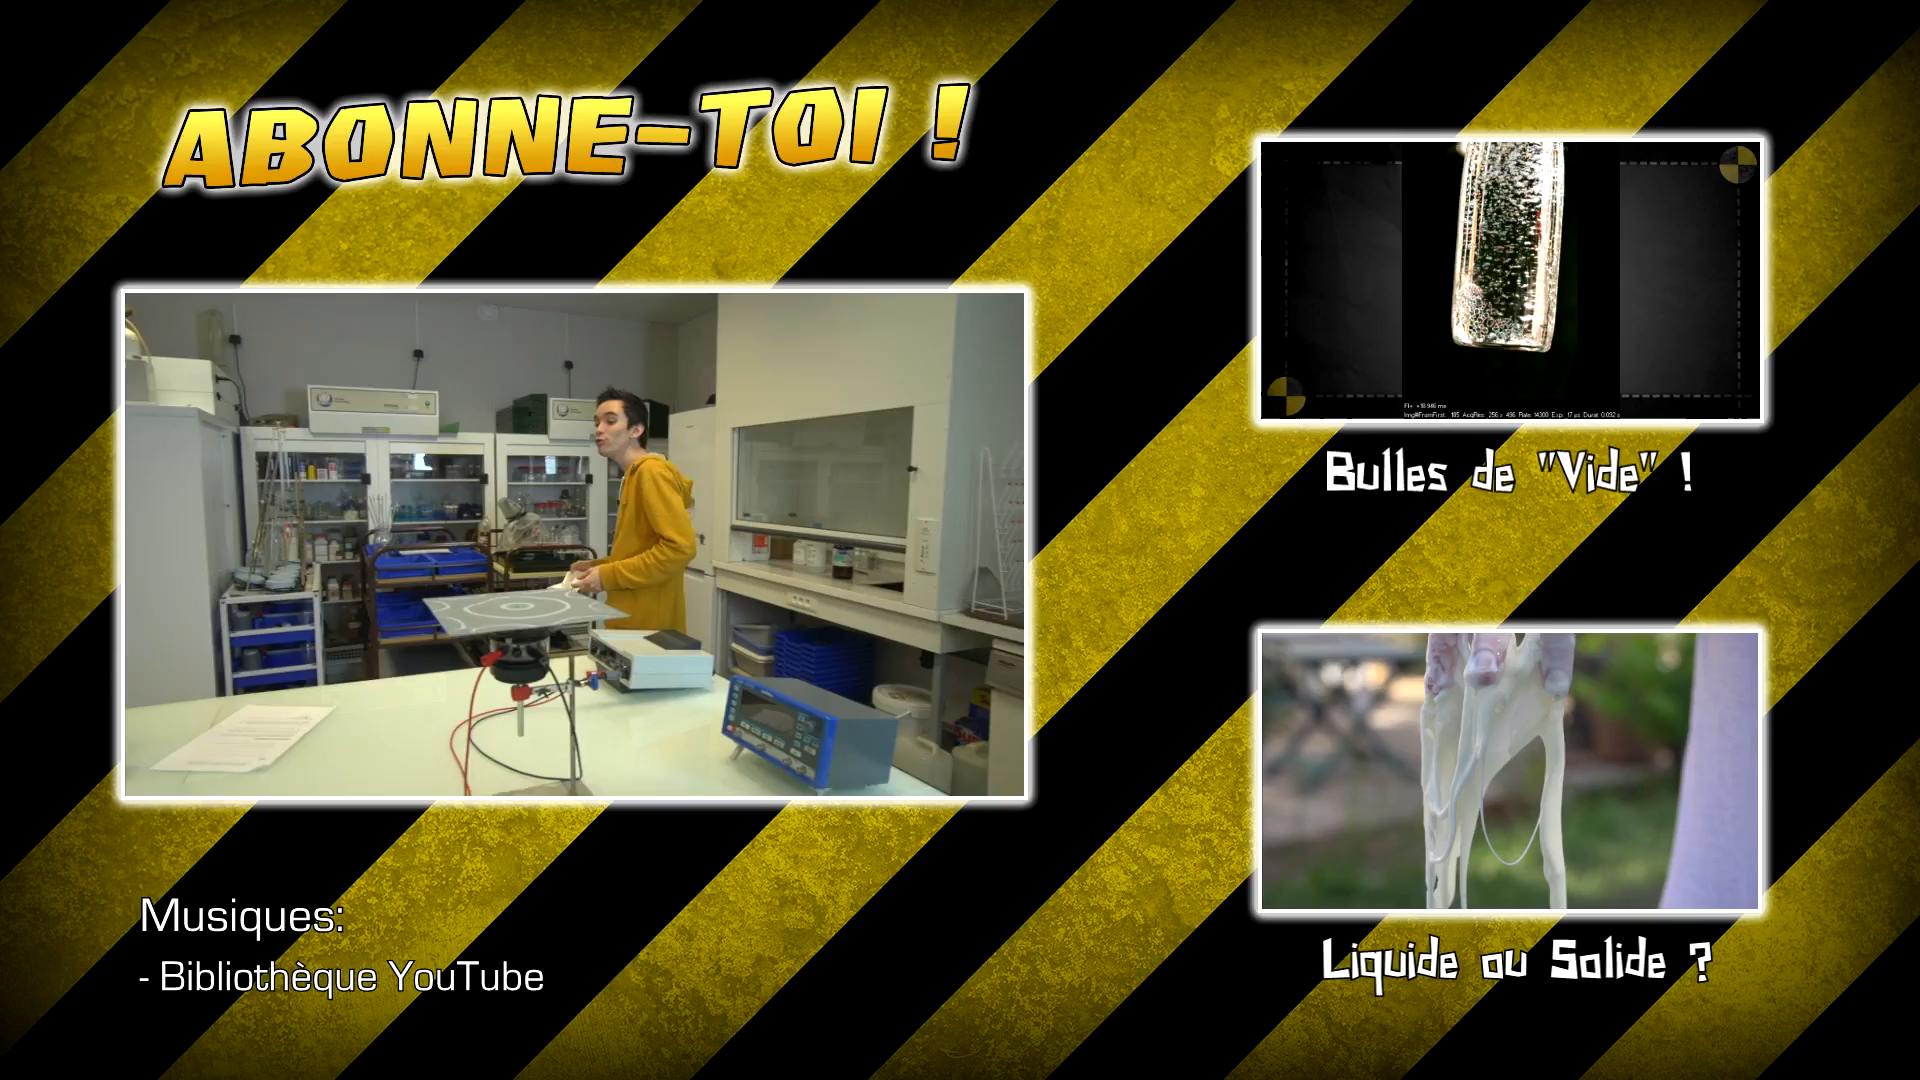 ABONNE-TOI !
Bulles de "Vide" !
Liquide ou Solide ?
Musiques:
- Bibliothèque YouTube